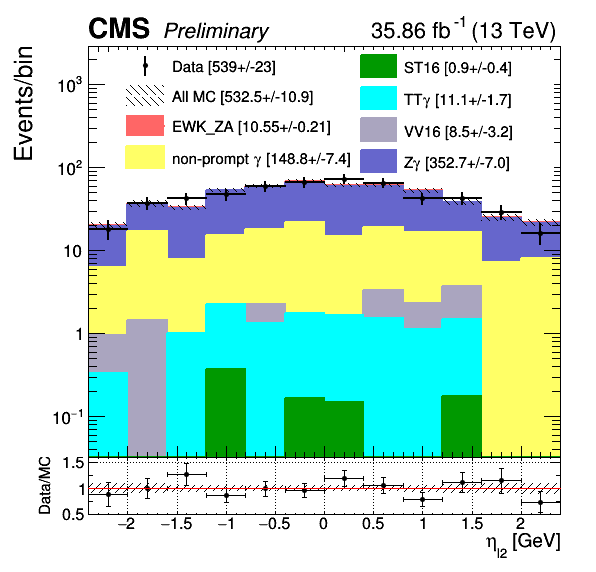 CMS Preliminary 35.86 fb⁻¹ (13 TeV)
Events/bin
Data [539+/-23]
All MC [532.5+/-10.9]
EWK_ZA [10.55+/-0.21]
non-prompt γ [148.8+/-7.4]
ST16 [0.9+/-0.4]
TTγ [11.1+/-1.7]
VV16 [8.5+/-3.2]
Zγ [352.7+/-7.0]
10³
10²
10
1
10⁻¹
Data/MC
1.5
1
0.5
−2 −1.5 −1 −0.5 0 0.5 1 1.5 2
η_l2 [GeV]